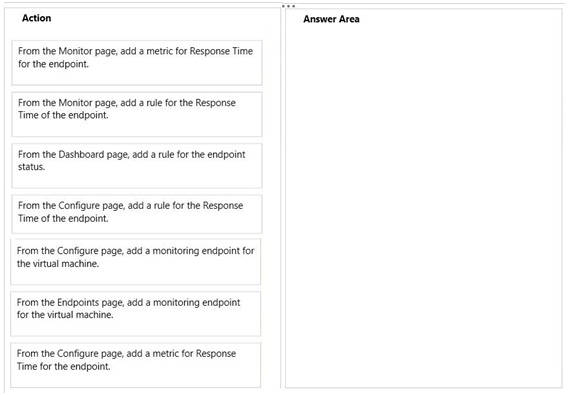 Action
From the Monitor page, add a metric for Response Time
for the endpoint.
From the Monitor page, add a rule for the Response
Time of the endpoint.
From the Dashboard page, add a rule for the endpoint
status.
From the Configure page, add a rule for the Response
Time of the endpoint.
From the Configure page, add a monitoring endpoint for
the virtual machine.
From the Endpoints page, add a monitoring endpoint
for the virtual machine.
From the Configure page, add a metric for Response
Time for the endpoint.
Answer Area